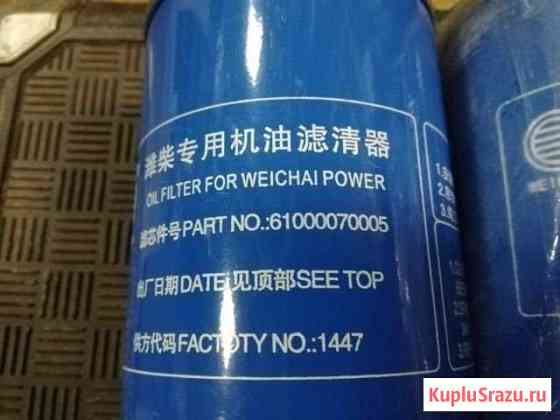 潍柴专用机油滤清器
OIL FILTER FOR WEICHAI POWER
滤芯件号PART NO.:61000070005
出厂日期DATE:见顶部SEE TOP
供方代码FACTOTY NO.:1447
KupluSrazu.ru